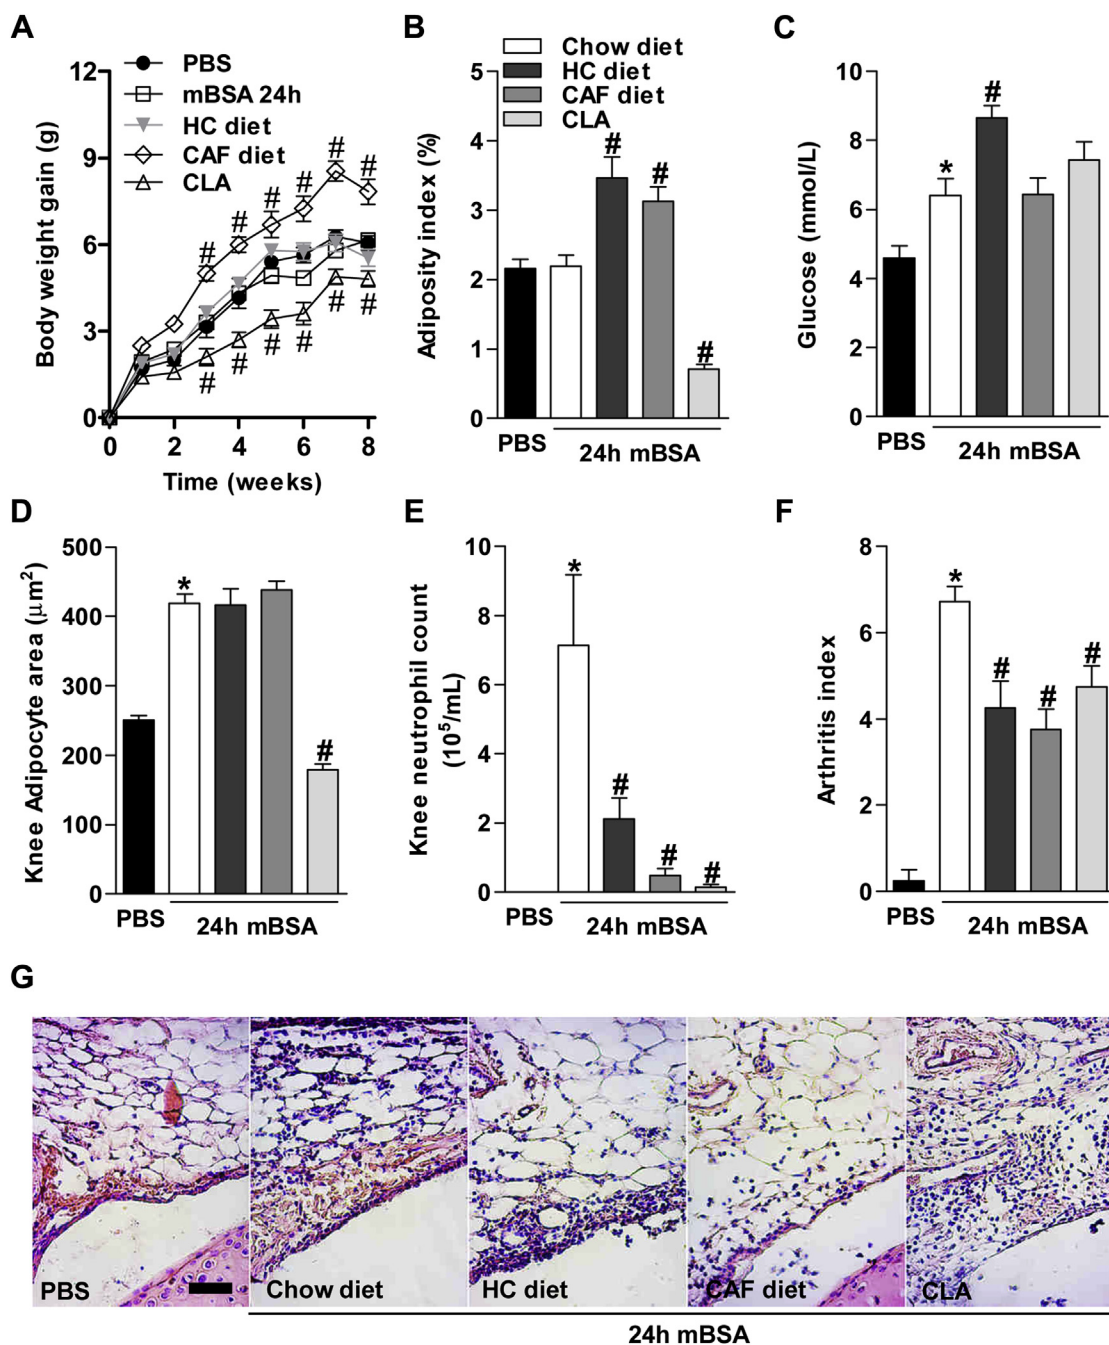 A
PBS
mBSA 24h
HC diet
CAF diet
CLA
Body weight gain (g)
12
9
6
3
0
# # # # # #
# # # # # #
0 2 4 6 8
Time (weeks)
B
Chow diet
HC diet
CAF diet
CLA
Adiposity index (%)
5
4
3
2
1
0
# # #
PBS
24h mBSA
C
Glucose (mmol/L)
10
8
6
4
2
0
* #
PBS
24h mBSA
D
Knee Adipocyte area (μm²)
500
400
300
200
100
0
* #
PBS
24h mBSA
E
Knee neutrophil count
(10⁵/mL)
10
8
6
4
2
0
* # # #
PBS
24h mBSA
F
Arthritis index
8
6
4
2
0
* # # #
PBS
24h mBSA
G
PBS
Chow diet
HC diet
CAF diet
CLA
24h mBSA